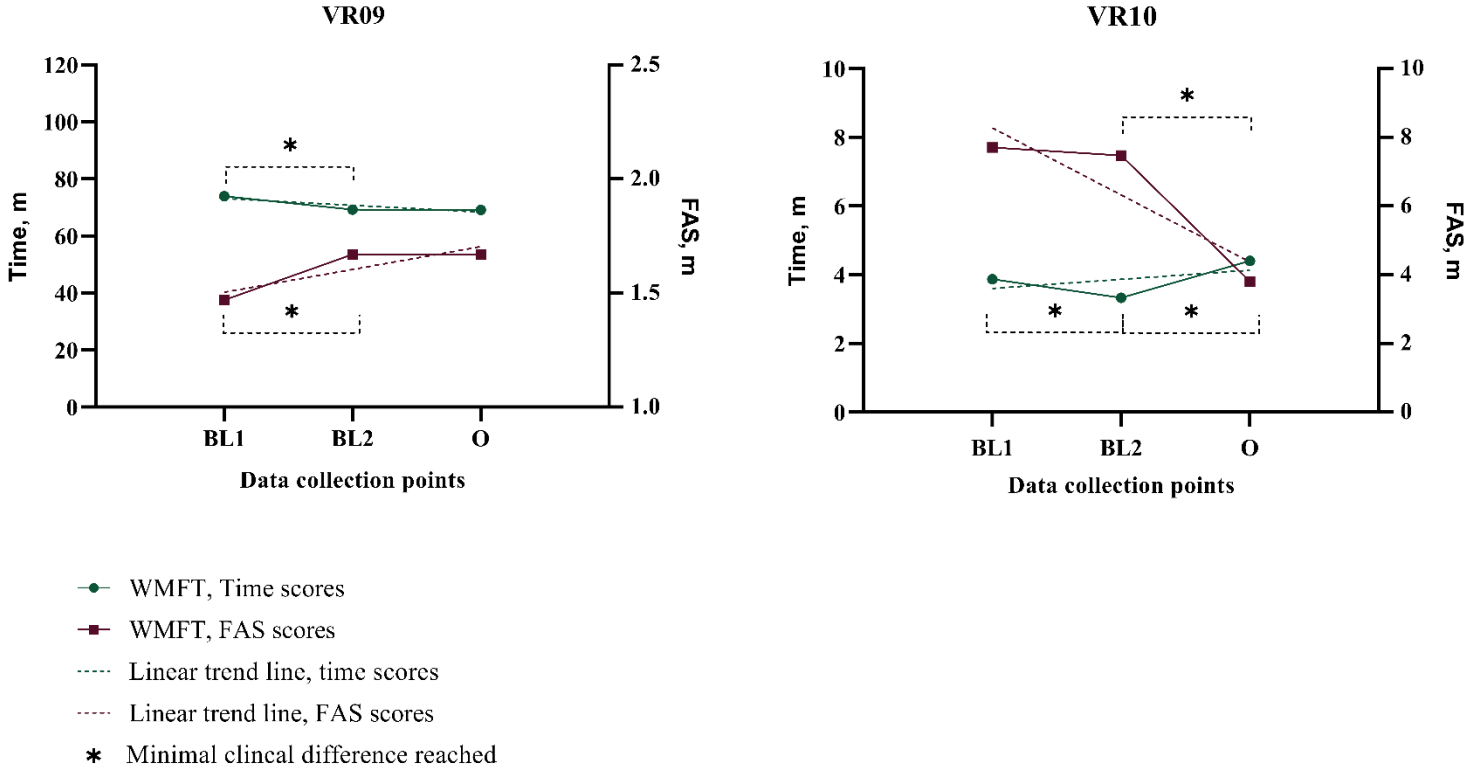 VR09
120
100
80
60
40
20
0
Time, m
2.5
2.0
1.5
1.0
FAS, m
*
*
BL1 BL2 O
Data collection points
VR10
10
8
6
4
2
0
Time, m
10
8
6
4
2
0
FAS, m
*
* *
BL1 BL2 O
Data collection points
WMFT, Time scores
WMFT, FAS scores
Linear trend line, time scores
Linear trend line, FAS scores
* Minimal clincal difference reached